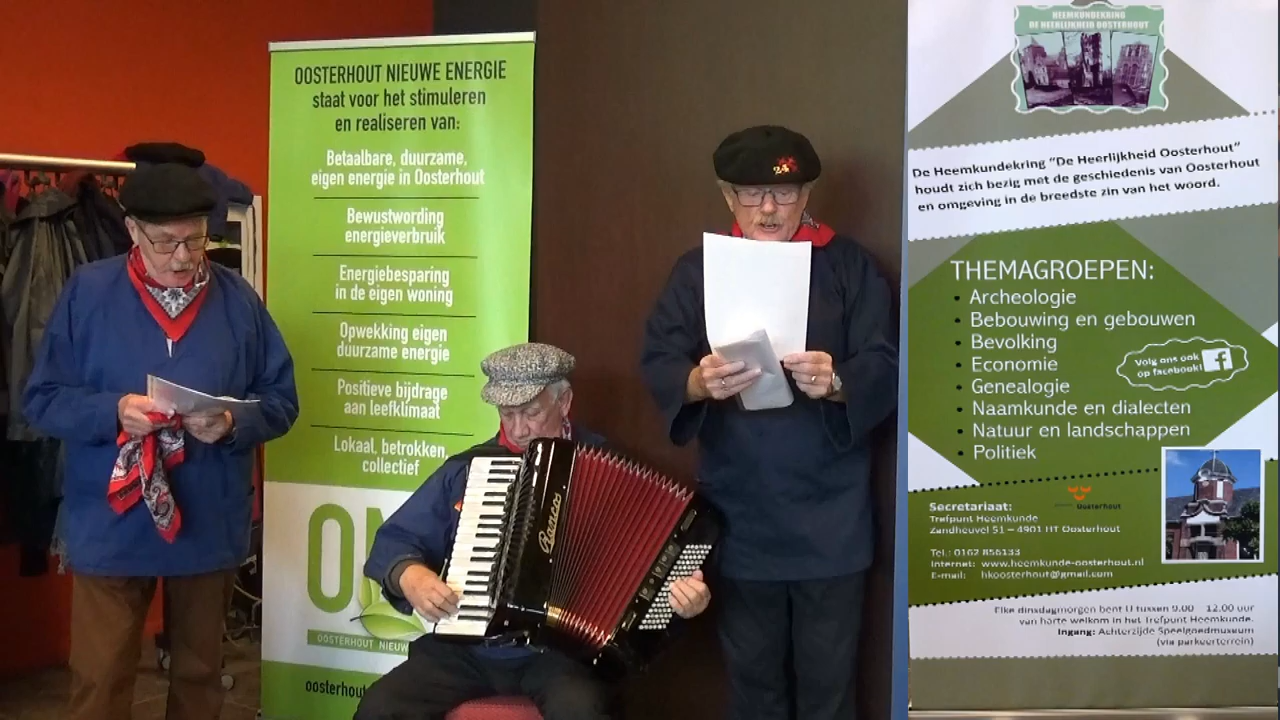 OOSTERHOUT NIEUWE ENERGIE
staat voor het stimuleren
en realiseren van:
Betaalbare, duurzame,
eigen energie in Oosterhout
Bewustwording
energieverbruik
Energiebesparing
in de eigen woning
Opwekking eigen
duurzame energie
Positieve bijdrage
aan leefklimaat
Lokaal, betrokken,
collectief
OOSTERHOUT NIEUW
oosterhout
24
HEEMKUNDEKRING
DE HEERLIJKHEID OOSTERHOUT
De Heemkundekring "De Heerlijkheid Oosterhout"
houdt zich bezig met de geschiedenis van Oosterhout
en omgeving in de breedste zin van het woord.
THEMAGROEPEN:
• Archeologie
• Bebouwing en gebouwen
• Bevolking
• Economie
• Genealogie
• Naamkunde en dialecten
• Natuur en landschappen
• Politiek
Volg ons ook
op facebook! f
Secretariaat:
Trefpunt Heemkunde
Zandheuvel 51 – 4901 HT Oosterhout
Oosterhout
Tel.: 0162 856133
Internet: www.heemkunde-oosterhout.nl
E-mail: hkoosterhout@gmail.com
Elke dinsdagmorgen bent U tussen 9.00 12.00 uur
van harte welkom in het Trefpunt Heemkunde.
Ingang: Achterzijde Speelgoedmuseum
(via parkeerterrein)